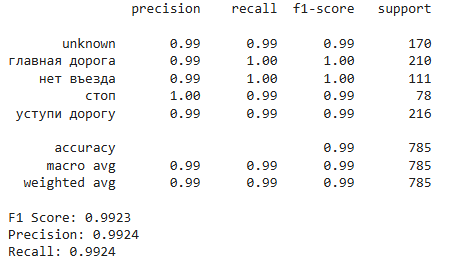 precision recall f1-score support
unknown 0.99 0.99 0.99 170
главная дорога 0.99 1.00 1.00 210
нет въезда 0.99 1.00 1.00 111
стоп 1.00 0.99 0.99 78
уступи дорогу 0.99 0.99 0.99 216
accuracy 0.99 785
macro avg 0.99 0.99 0.99 785
weighted avg 0.99 0.99 0.99 785
F1 Score: 0.9923
Precision: 0.9924
Recall: 0.9924